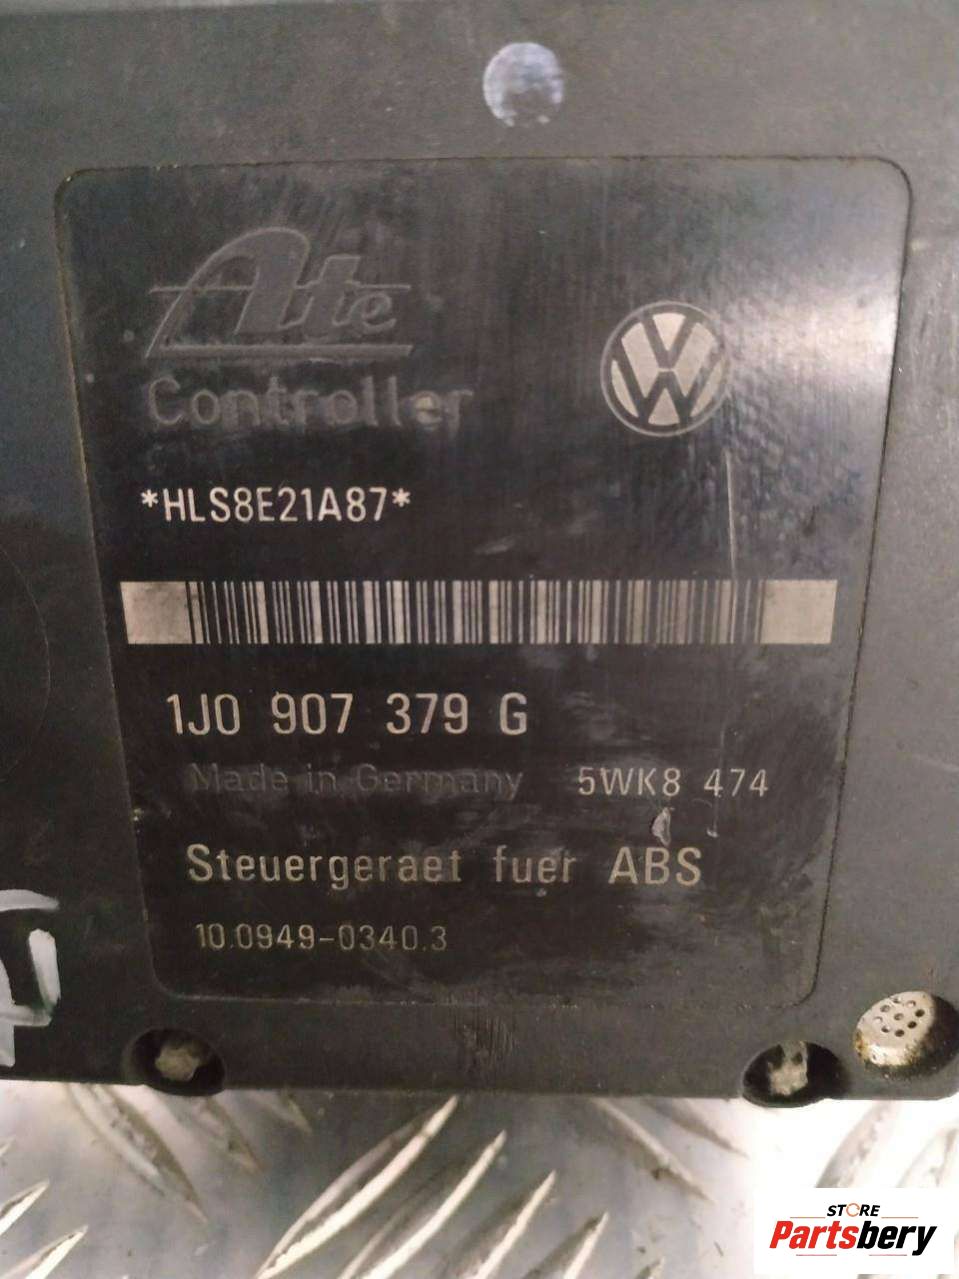 Ate
Controller
*HLS8E21A87*
1J0 907 379 G
Made in Germany 5WK8 474
Steuergeraet fuer ABS
10.0949-0340.3
STORE
Partsbery